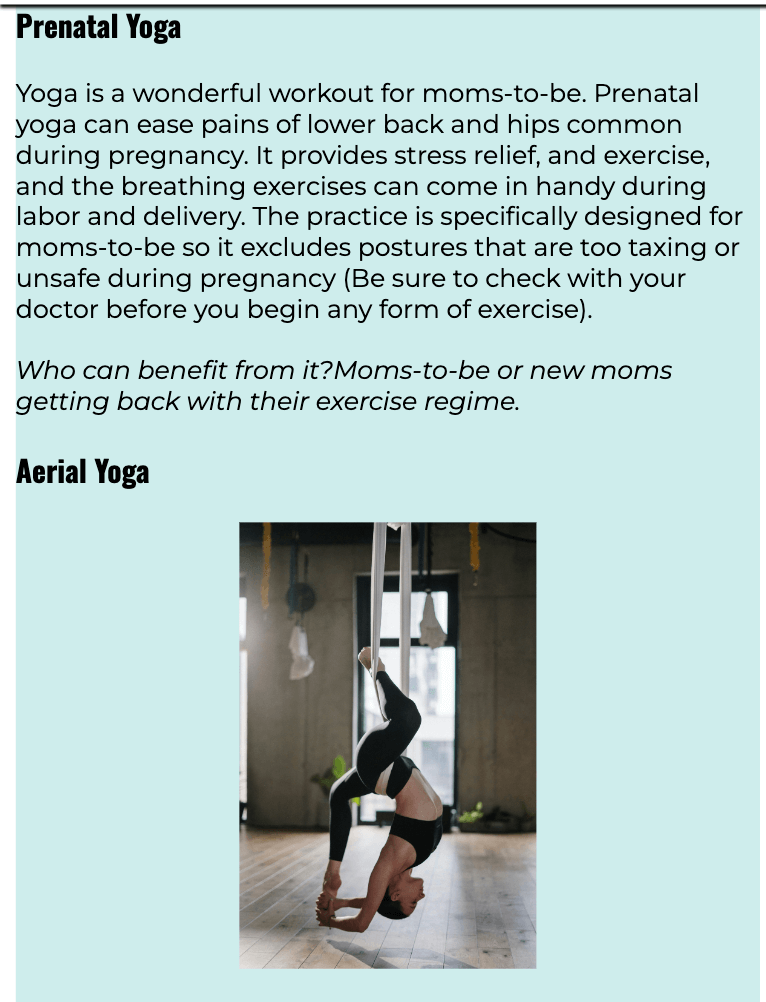 Prenatal Yoga
Yoga is a wonderful workout for moms-to-be. Prenatal
yoga can ease pains of lower back and hips common
during pregnancy. It provides stress relief, and exercise,
and the breathing exercises can come in handy during
labor and delivery. The practice is specifically designed for
moms-to-be so it excludes postures that are too taxing or
unsafe during pregnancy (Be sure to check with your
doctor before you begin any form of exercise).
Who can benefit from it?Moms-to-be or new moms
getting back with their exercise regime.
Aerial Yoga